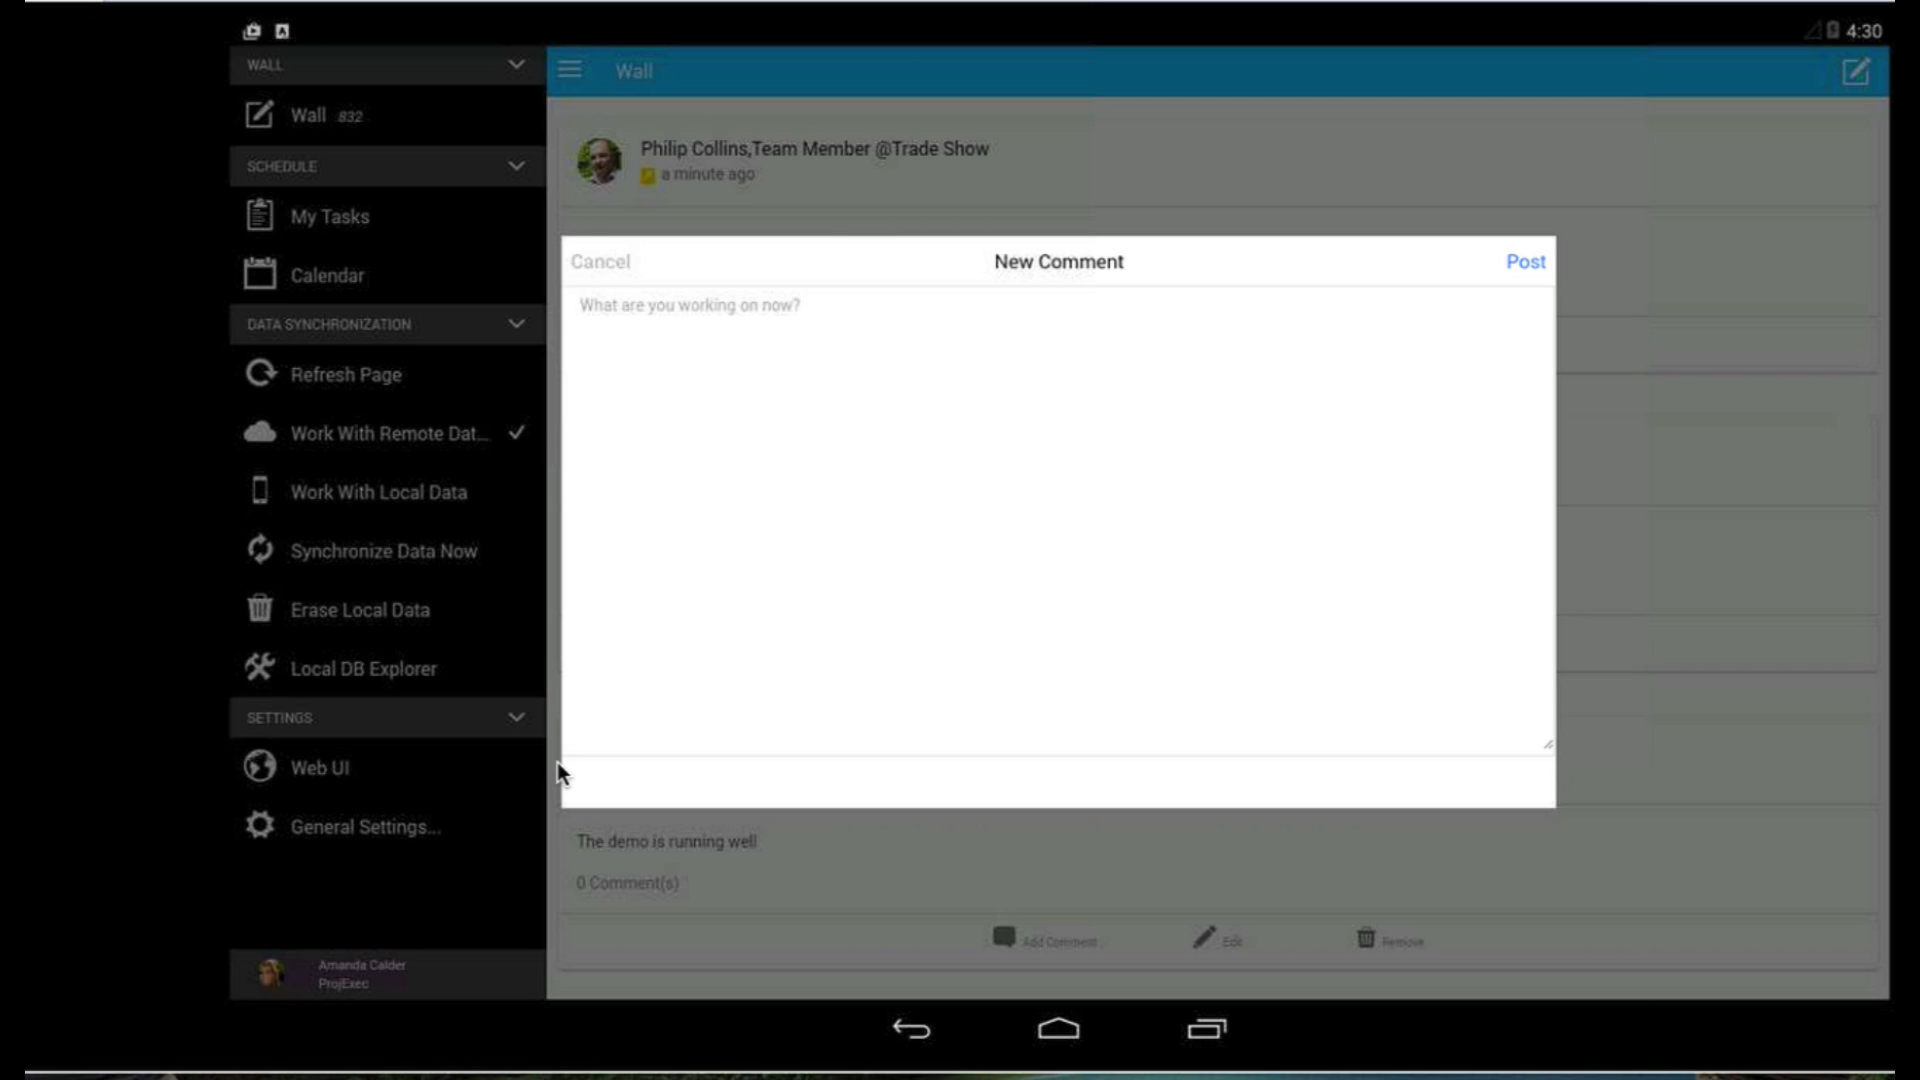 4:30
WALL
Wall 832
SCHEDULE
My Tasks
Calendar
DATA SYNCHRONIZATION
Refresh Page
Work With Remote Dat...
Work With Local Data
Synchronize Data Now
Erase Local Data
Local DB Explorer
SETTINGS
Web UI
General Settings...
Amanda Calder
ProjExec
Wall
Philip Collins,Team Member @Trade Show
a minute ago
Cancel New Comment Post
What are you working on now?
The demo is running well
0 Comment(s)
Add Comment Edit Remove